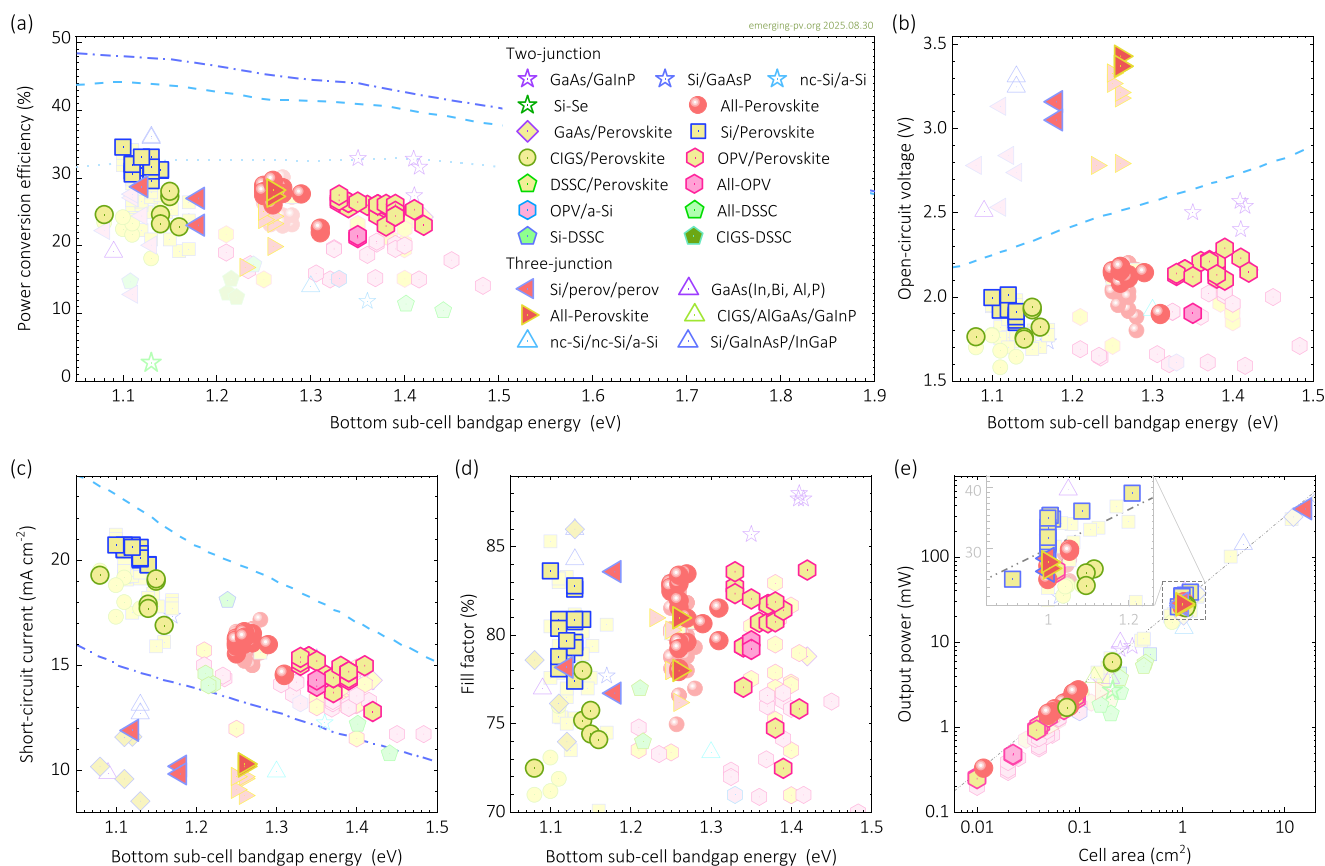 (a)
emerging-pv.org 2025.08.30
(b)
50
40
30
20
10
0
Power conversion efficiency (%)
Two-junction
GaAs/GaInP
Si/GaAsP
nc-Si/a-Si
Si-Se
All-Perovskite
GaAs/Perovskite
Si/Perovskite
CIGS/Perovskite
OPV/Perovskite
DSSC/Perovskite
All-OPV
OPV/a-Si
All-DSSC
Si-DSSC
CIGS-DSSC
Three-junction
Si/perov/perov
GaAs(In,Bi, Al,P)
All-Perovskite
CIGS/AlGaAs/GaInP
nc-Si/nc-Si/a-Si
Si/GaInAsP/InGaP
1.1 1.2 1.3 1.4 1.5 1.6 1.7 1.8 1.9
Bottom sub-cell bandgap energy (eV)
3.5
3.0
2.5
2.0
1.5
Open-circuit voltage (V)
1.1 1.2 1.3 1.4 1.5
Bottom sub-cell bandgap energy (eV)
(c)
20
15
10
Short-circuit current (mA cm-2)
1.1 1.2 1.3 1.4 1.5
Bottom sub-cell bandgap energy (eV)
(d)
85
80
75
70
Fill factor (%)
1.1 1.2 1.3 1.4 1.5
Bottom sub-cell bandgap energy (eV)
(e)
100
10
1
0.1
Output power (mW)
40
30
1 1.2
0.01 0.1 1 10
Cell area (cm2)